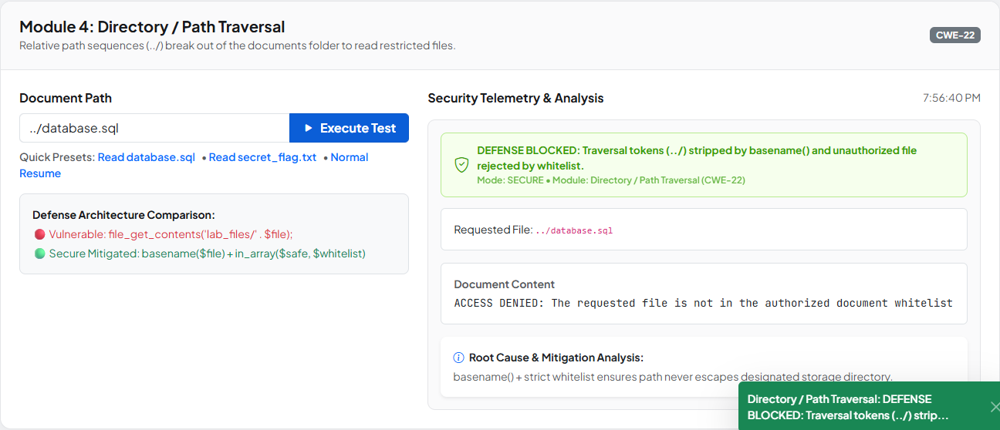 Module 4: Directory / Path Traversal
Relative path sequences (../) break out of the documents folder to read restricted files.
CWE-22
Document Path
../database.sql
Execute Test
Quick Presets: Read database.sql • Read secret_flag.txt • Normal
Resume
Defense Architecture Comparison:
Vulnerable: file_get_contents('lab_files/' . $file);
Secure Mitigated: basename($file) + in_array($safe, $whitelist)
Security Telemetry & Analysis
7:56:40 PM
DEFENSE BLOCKED: Traversal tokens (../) stripped by basename() and unauthorized file
rejected by whitelist.
Mode: SECURE • Module: Directory / Path Traversal (CWE-22)
Requested File: ../database.sql
Document Content
ACCESS DENIED: The requested file is not in the authorized document whitelist
Root Cause & Mitigation Analysis:
basename() + strict whitelist ensures path never escapes designated storage directory.
Directory / Path Traversal: DEFENSE
BLOCKED: Traversal tokens (../) strip...